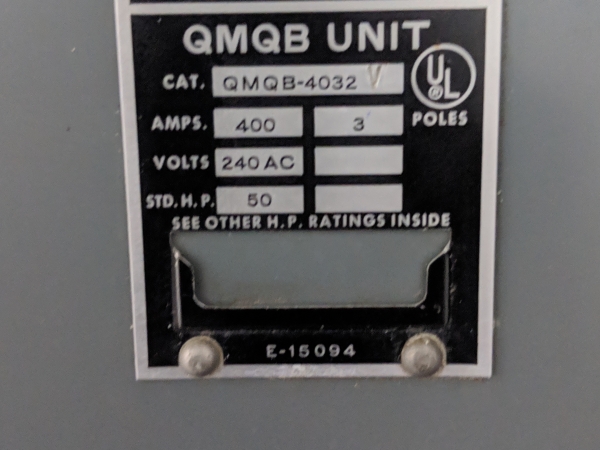 QMQB UNIT
CAT. QMQB-4032 V
UL
®
AMPS. 400 3 POLES
VOLTS 240 AC
STD. H. P. 50
SEE OTHER H.P. RATINGS INSIDE
E-15094